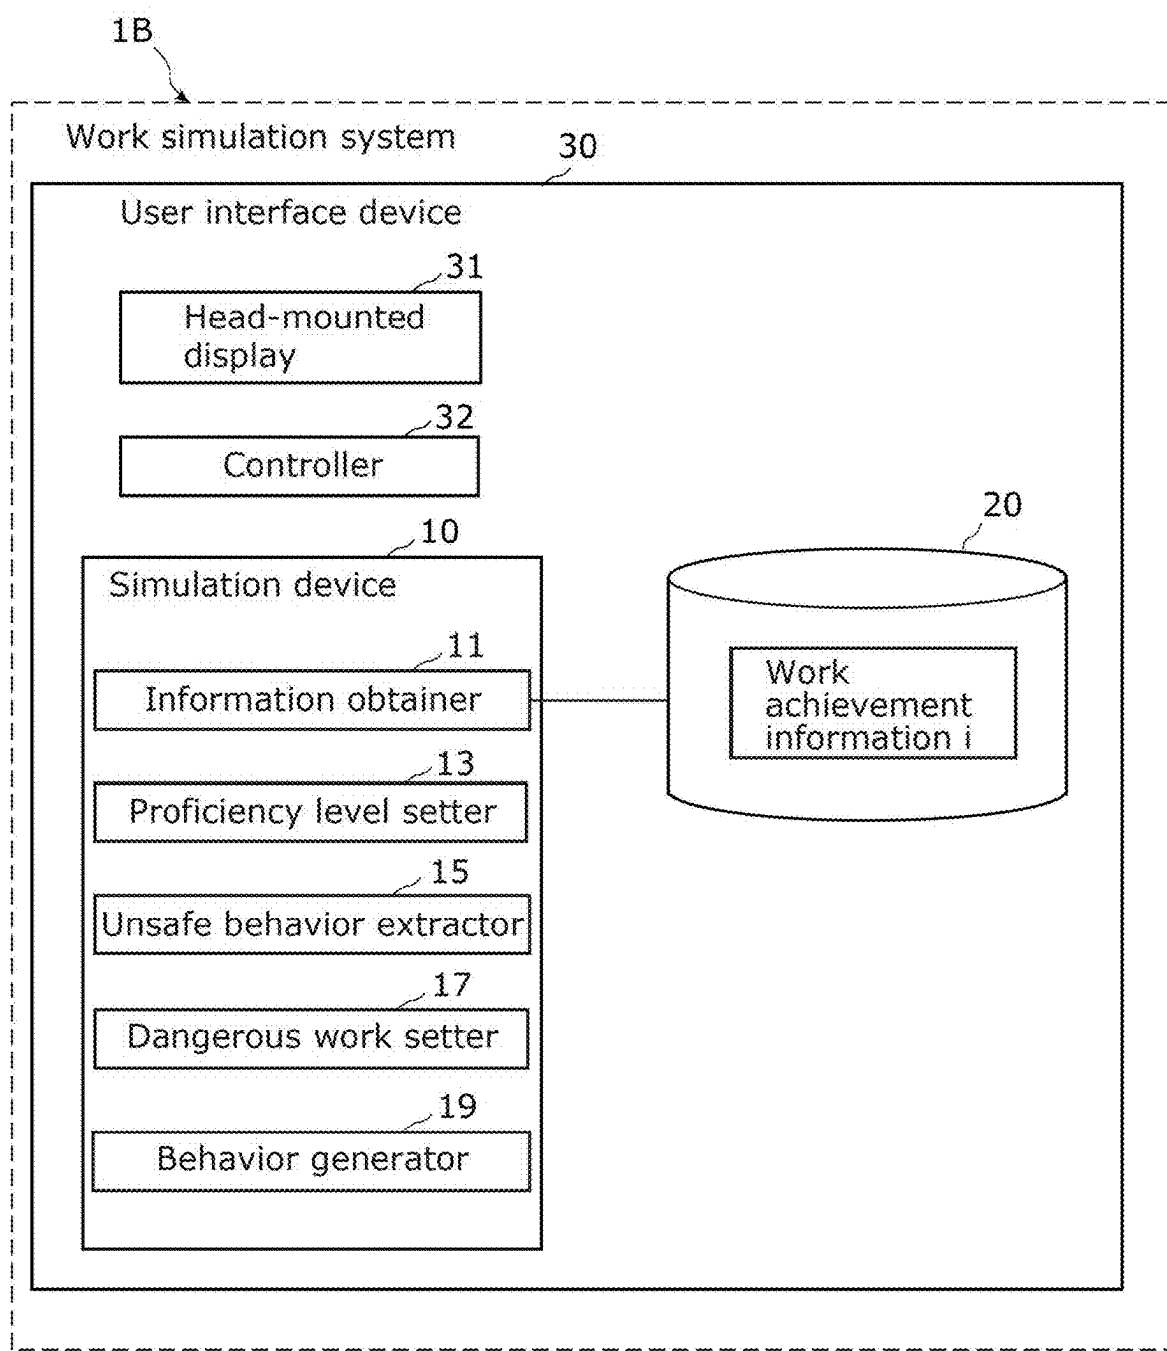 1B
Work simulation system
30
User interface device
31
Head-mounted
display
32
Controller
10
Simulation device
11
Information obtainer
13
Proficiency level setter
15
Unsafe behavior extractor
17
Dangerous work setter
19
Behavior generator
20
Work
achievement
information i